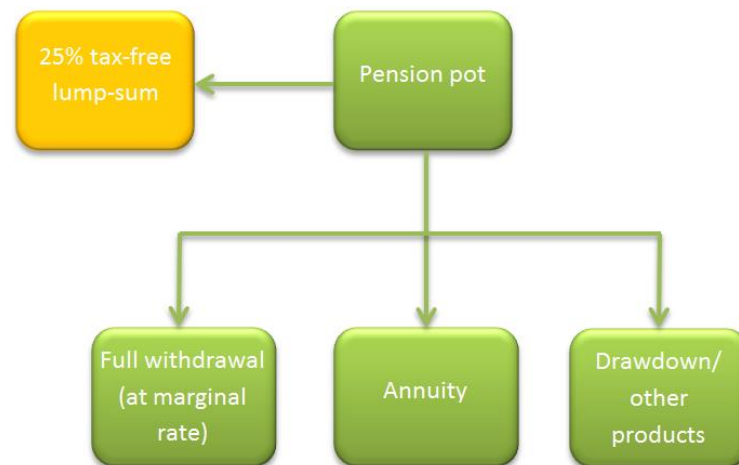 25% tax-free
lump-sum
Pension pot
Full withdrawal
(at marginal
rate)
Annuity
Drawdown/
other
products